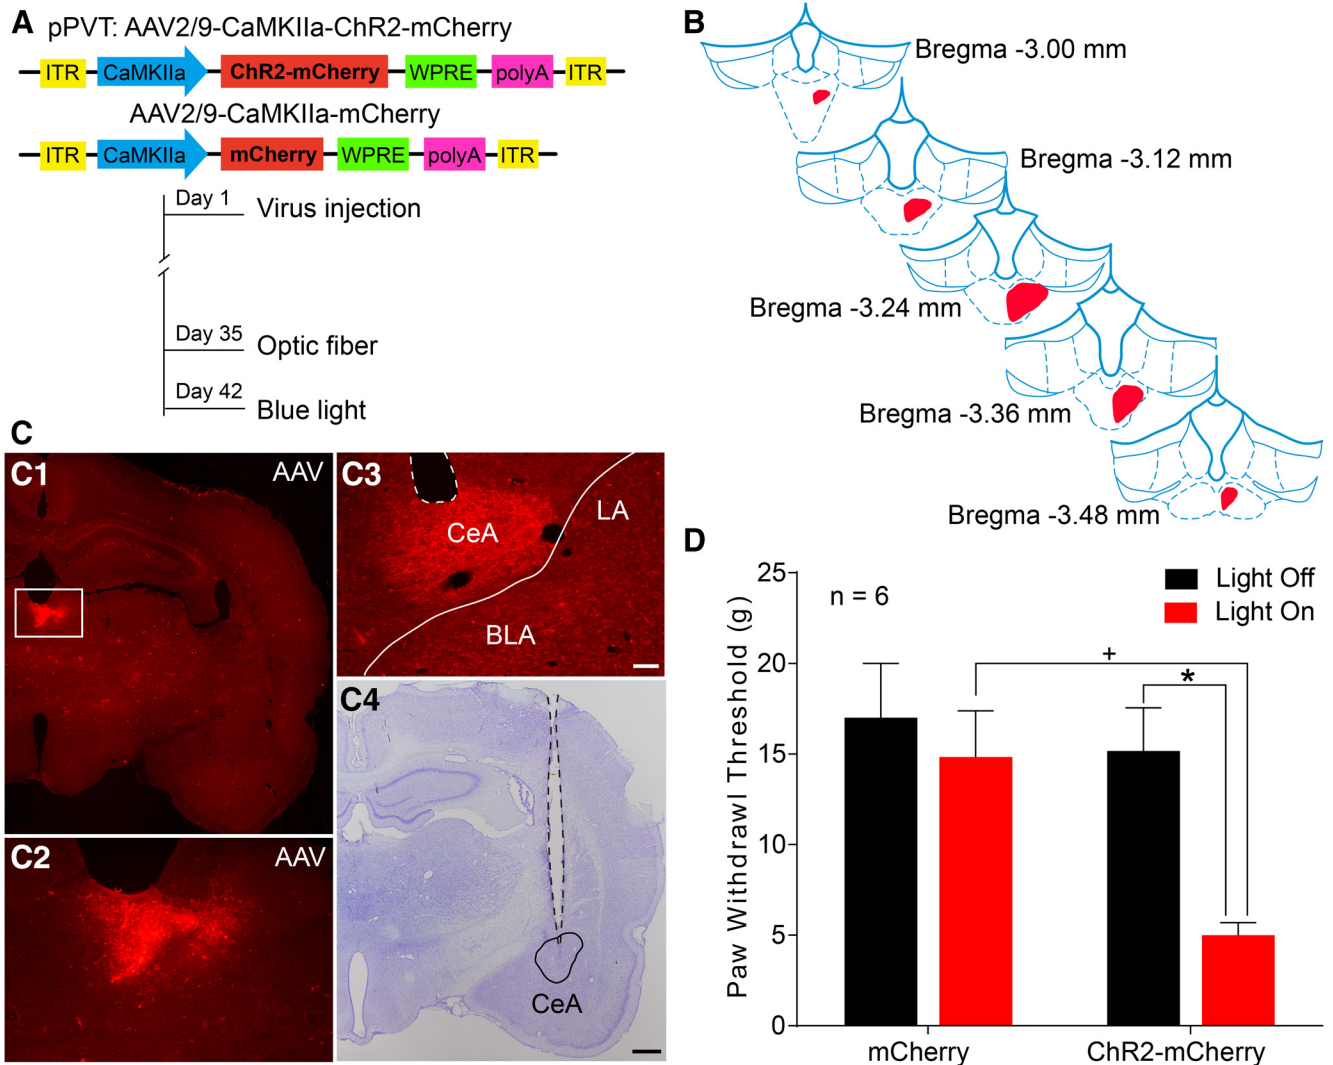 A pPVT: AAV2/9-CaMKIIa-ChR2-mCherry
ITR CaMKIIa ChR2-mCherry WPRE polyA ITR
AAV2/9-CaMKIIa-mCherry
ITR CaMKIIa mCherry WPRE polyA ITR
Day 1 Virus injection
Day 35 Optic fiber
Day 42 Blue light
B
Bregma -3.00 mm
Bregma -3.12 mm
Bregma -3.24 mm
Bregma -3.36 mm
Bregma -3.48 mm
C
C1 AAV
C2 AAV
C3
CeA
LA
BLA
C4
CeA
D
Paw Withdrawl Threshold (g)
25
20
15
10
5
0
n = 6
Light Off
Light On
+
*
mCherry ChR2-mCherry